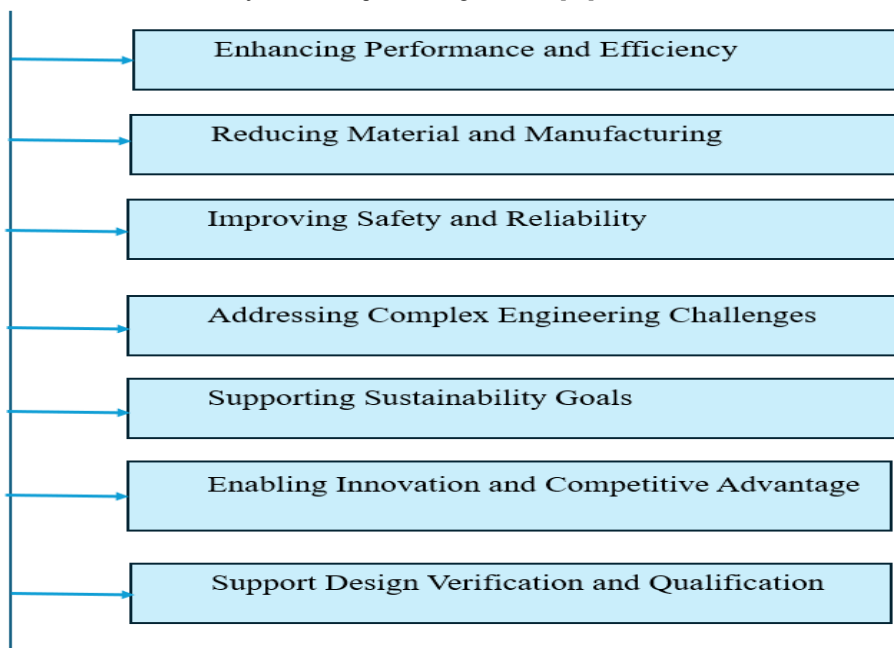 Enhancing Performance and Efficiency
Reducing Material and Manufacturing
Improving Safety and Reliability
Addressing Complex Engineering Challenges
Supporting Sustainability Goals
Enabling Innovation and Competitive Advantage
Support Design Verification and Qualification